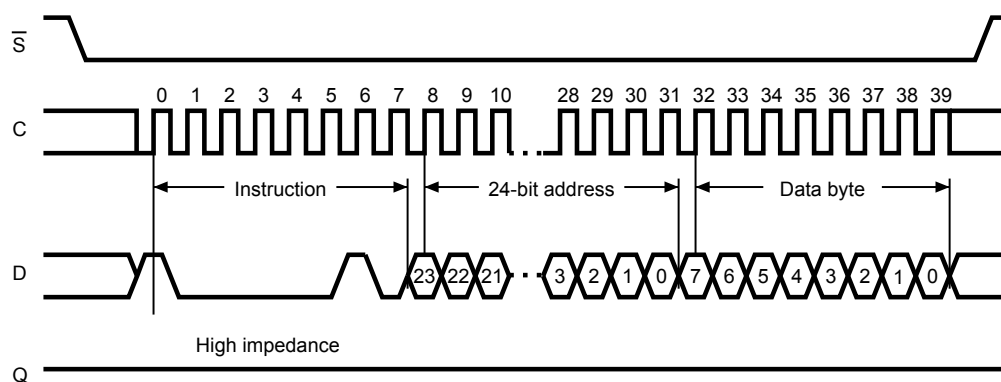 S
0 1 2 3 4 5 6 7 8 9 10 28 29 30 31 32 33 34 35 36 37 38 39
C
Instruction 24-bit address Data byte
D 23 22 21 3 2 1 0 7 6 5 4 3 2 1 0
High impedance
Q